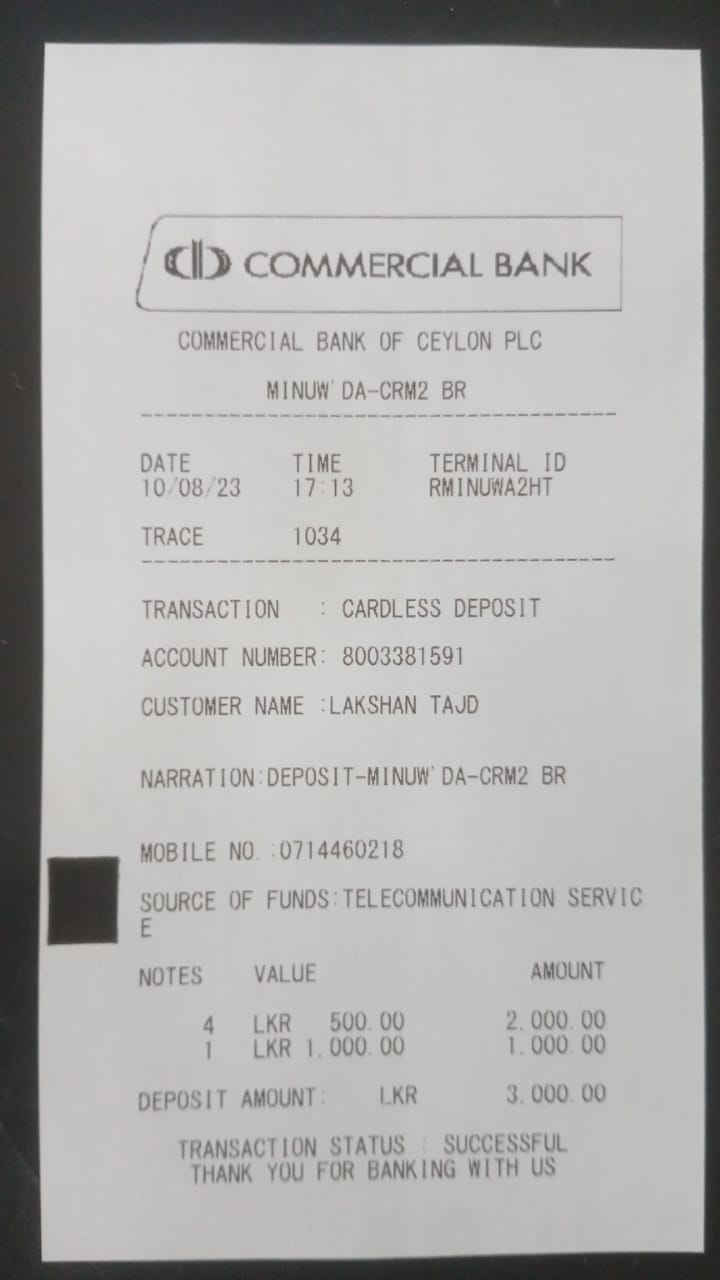 COMMERCIAL BANK
COMMERCIAL BANK OF CEYLON PLC
MINUW'DA-CRM2 BR
DATE TIME TERMINAL ID
10/08/23 17:13 RMINUWA2HT
TRACE 1034
TRANSACTION : CARDLESS DEPOSIT
ACCOUNT NUMBER: 8003381591
CUSTOMER NAME :LAKSHAN TAJD
NARRATION:DEPOSIT-MINUW'DA-CRM2 BR
MOBILE NO. :0714460218
SOURCE OF FUNDS:TELECOMMUNICATION SERVIC
E
NOTES VALUE AMOUNT
4 LKR 500.00 2,000.00
1 LKR 1,000.00 1,000.00
DEPOSIT AMOUNT: LKR 3,000.00
TRANSACTION STATUS : SUCCESSFUL
THANK YOU FOR BANKING WITH US